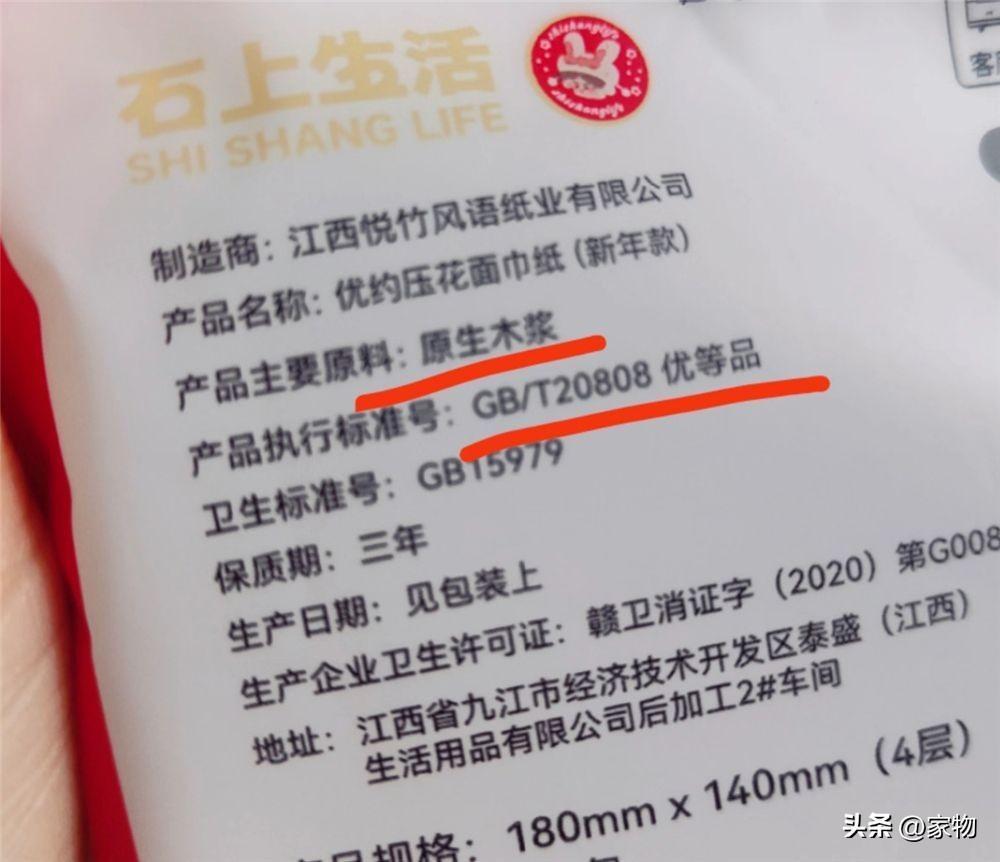 石上生活
SHI SHANG LIFE
shishanglife
shishanglife
客
制造商：江西悦竹风语纸业有限公司
产品名称：优约压花面巾纸（新年款）
产品主要原料：原生木浆
产品执行标准号：GB/T20808 优等品
卫生标准号：GB15979
保质期：三年
生产日期：见包装上
生产企业卫生许可证：赣卫消证字（2020）第G008
地址：江西省九江市经济技术开发区泰盛（江西）
生活用品有限公司后加工2#车间
产品规格：180mm x 140mm（4层）
头条 @家物